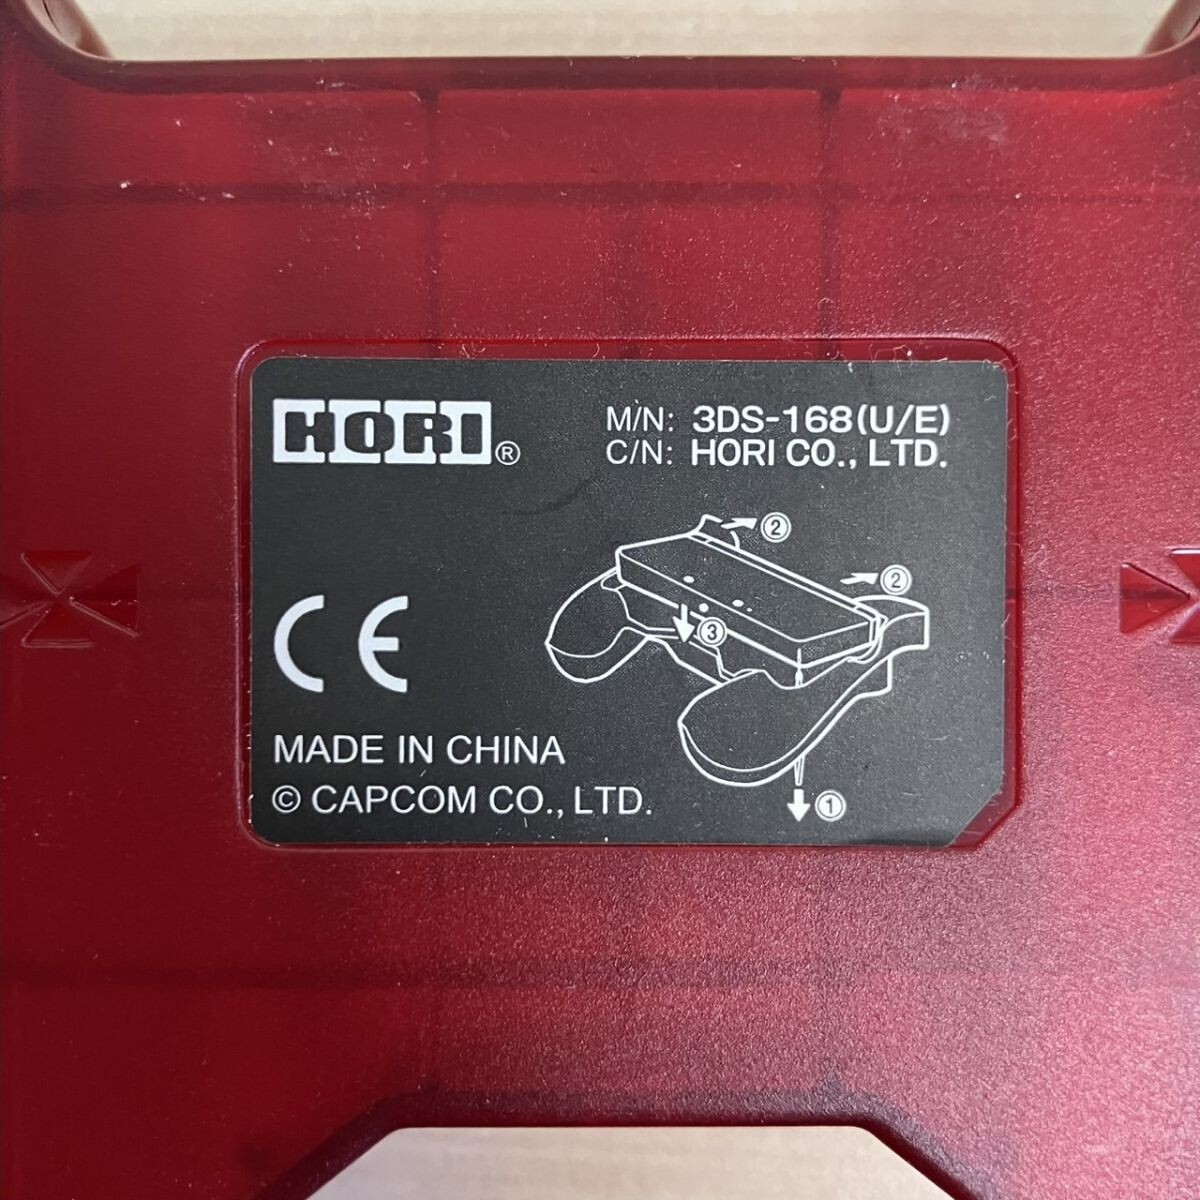 HORI®
M/N: 3DS-168(U/E)
C/N: HORI CO., LTD.
②
②
③
CE
MADE IN CHINA
© CAPCOM CO., LTD.
①